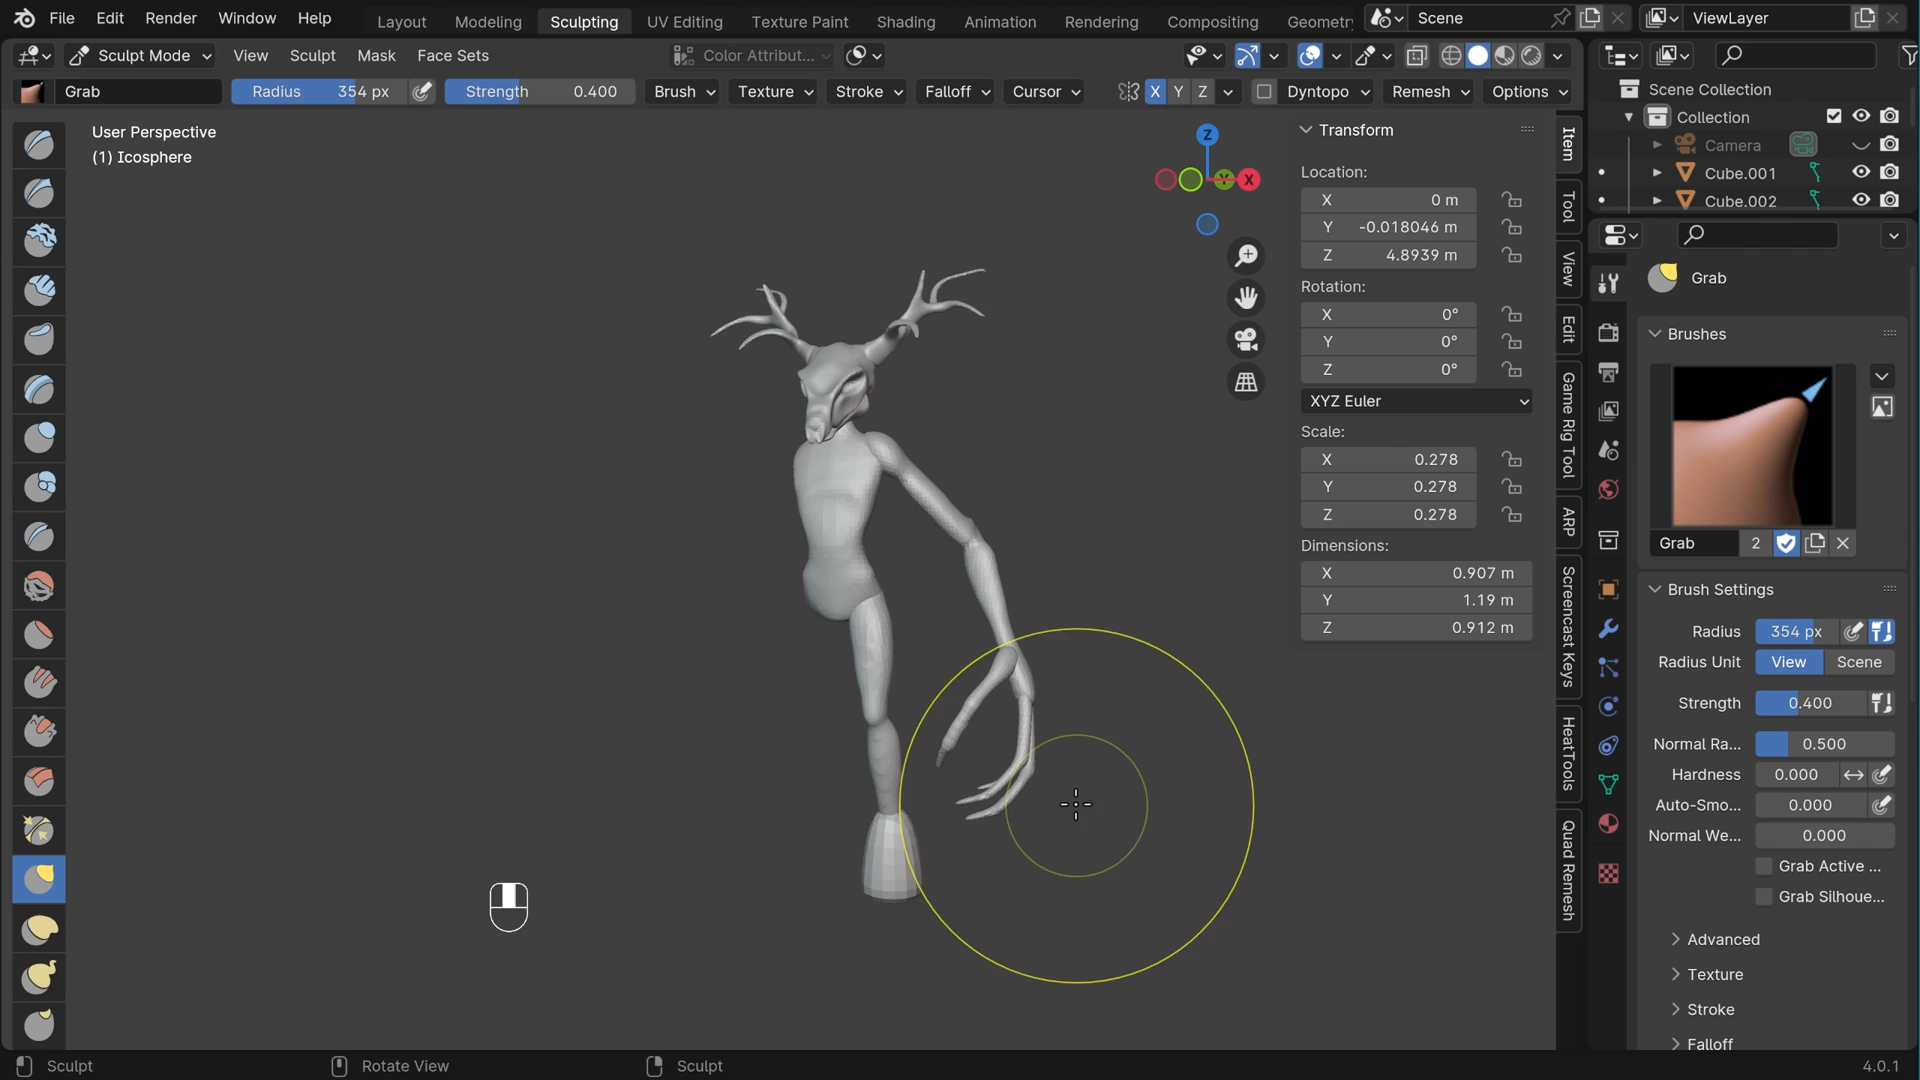 File Edit Render Window Help Layout Modeling Sculpting UV Editing Texture Paint Shading Animation Rendering Compositing Geometry Scene ViewLayer
Sculpt Mode View Sculpt Mask Face Sets Color Attribut...
Grab Radius 354 px Strength 0.400 Brush Texture Stroke Falloff Cursor X Y Z Dyntopo Remesh Options
User Perspective
(1) Icosphere
Z
Y
X
Transform
Location:
X 0 m
Y -0.018046 m
Z 4.8939 m
Rotation:
X 0°
Y 0°
Z 0°
XYZ Euler
Scale:
X 0.278
Y 0.278
Z 0.278
Dimensions:
X 0.907 m
Y 1.19 m
Z 0.912 m
Item
Tool
View
Edit
Game Rig Tool
ARP
Screencast Keys
HeatTools
Quad Remesh
Scene Collection
Collection
Camera
Cube.001
Cube.002
Grab
Brushes
Grab 2
Brush Settings
Radius 354 px
Radius Unit View Scene
Strength 0.400
Normal Ra... 0.500
Hardness 0.000
Auto-Smo... 0.000
Normal We... 0.000
Grab Active ...
Grab Silhoue...
Advanced
Texture
Stroke
Falloff
Sculpt Rotate View Sculpt 4.0.1